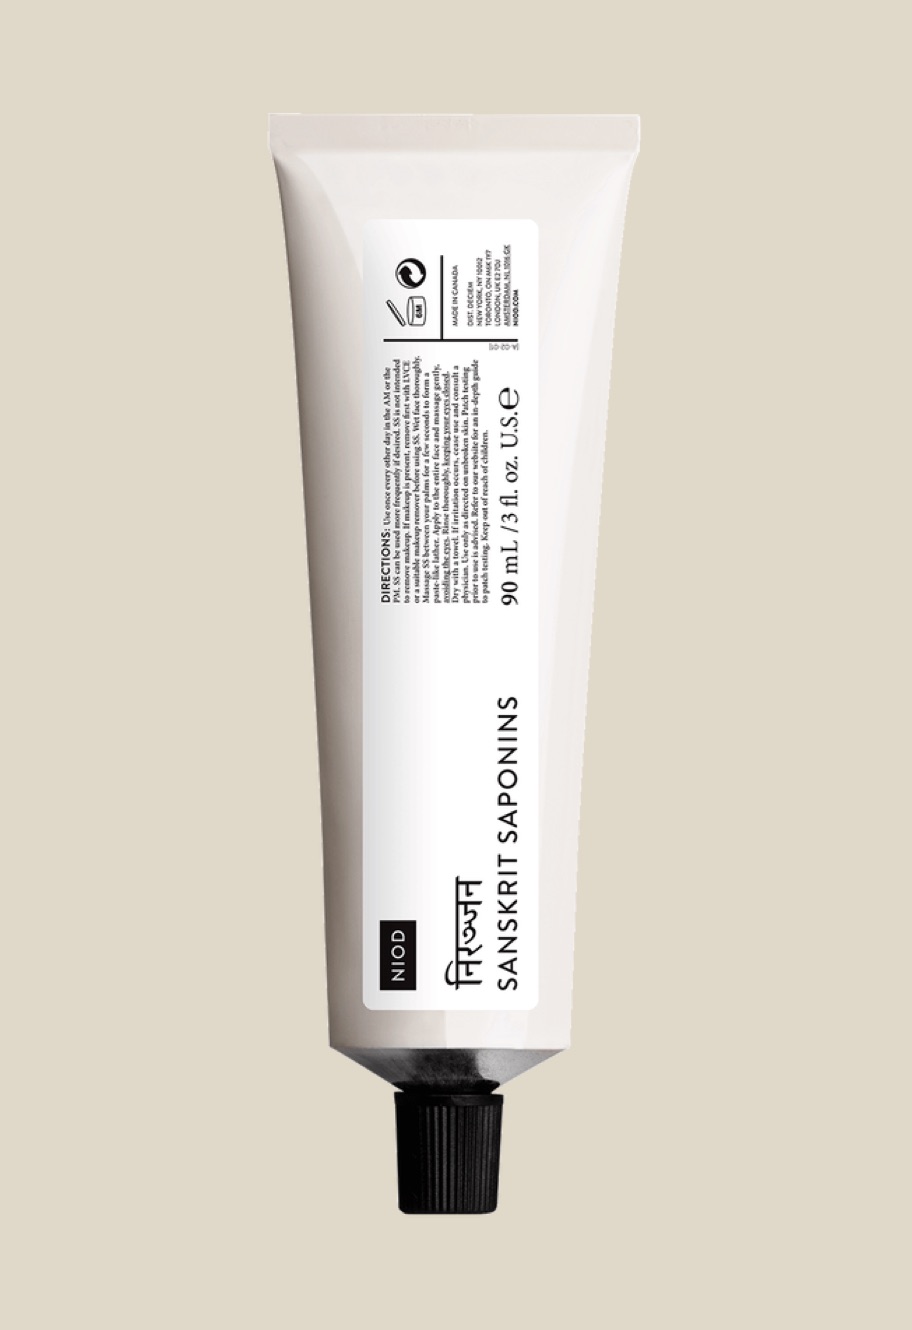 NIOD
निरञ्जन
SANSKRIT SAPONINS
DIRECTIONS: Use once every other day in the AM or the
PM. SS can be used more frequently if desired. SS is not intended
to remove makeup. If makeup is present, remove first with LVCE
or a suitable makeup remover before using SS. Wet face thoroughly.
Massage SS between your palms for a few seconds to form a
paste-like lather. Apply to the entire face and massage gently,
avoiding the eyes. Rinse thoroughly, keeping your eyes closed.
Dry with a towel. If irritation occurs, cease use and consult a
physician. Use only as directed on unbroken skin. Patch testing
prior to use is advised. Refer to our website for an in-depth guide
to patch testing. Keep out of reach of children.
90 mL / 3 fl. oz. U.S.℮
6M
MADE IN CANADA
DIST. DECIEM
NEW YORK, NY 10012
TORONTO, ON M6K 1Y7
LONDON, UK E2 7DJ
AMSTERDAM, NL 1016 GK
NIOD.COM